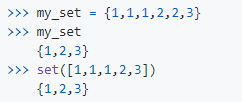 >>> my_set = {1,1,1,2,2,3}
>>> my_set
{1,2,3}
>>> set([1,1,1,2,3])
{1,2,3}